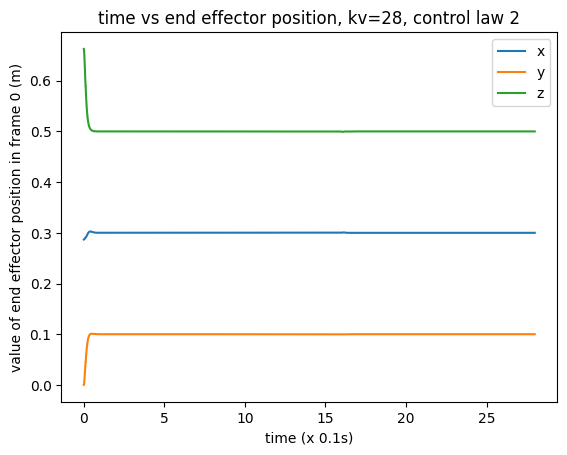 time vs end effector position, kv=28, control law 2
x
y
z
value of end effector position in frame 0 (m)
0.6
0.5
0.4
0.3
0.2
0.1
0.0
0 5 10 15 20 25
time (x 0.1s)